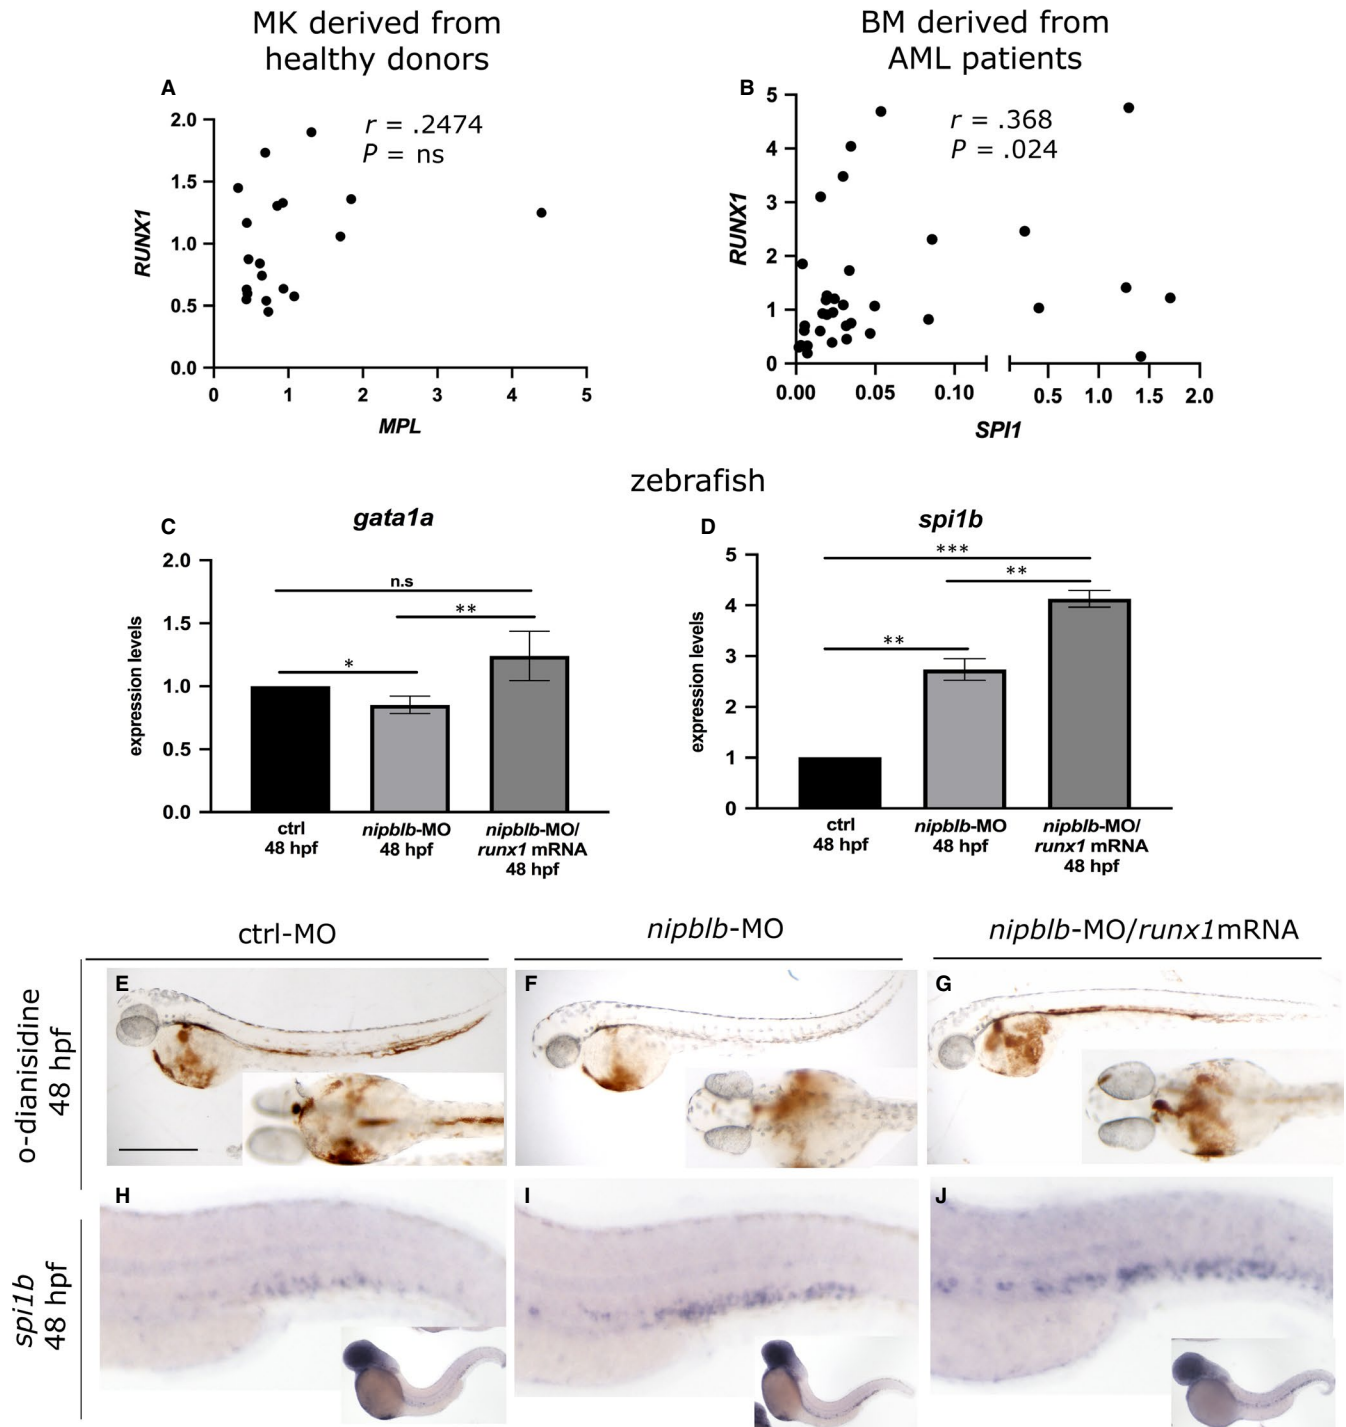 MK derived from
healthy donors
BM derived from
AML patients
A
r = .2474
P = ns
2.0
1.5
1.0
0.5
0.0
RUNX1
0 1 2 3 4 5
MPL
B
r = .368
P = .024
5
4
3
2
1
0
RUNX1
0.00 0.05 0.10 0.5 1.0 1.5 2.0
SPI1
zebrafish
C
gata1a
2.0
1.5
1.0
0.5
0.0
expression levels
n.s
**
*
ctrl
48 hpf
nipblb-MO
48 hpf
nipblb-MO/
runx1 mRNA
48 hpf
D
spi1b
5
4
3
2
1
0
expression levels
***
**
**
ctrl
48 hpf
nipblb-MO
48 hpf
nipblb-MO/
runx1 mRNA
48 hpf
ctrl-MO
nipblb-MO
nipblb-MO/runx1mRNA
o-dianisidine
48 hpf
E
F
G
spi1b
48 hpf
H
I
J